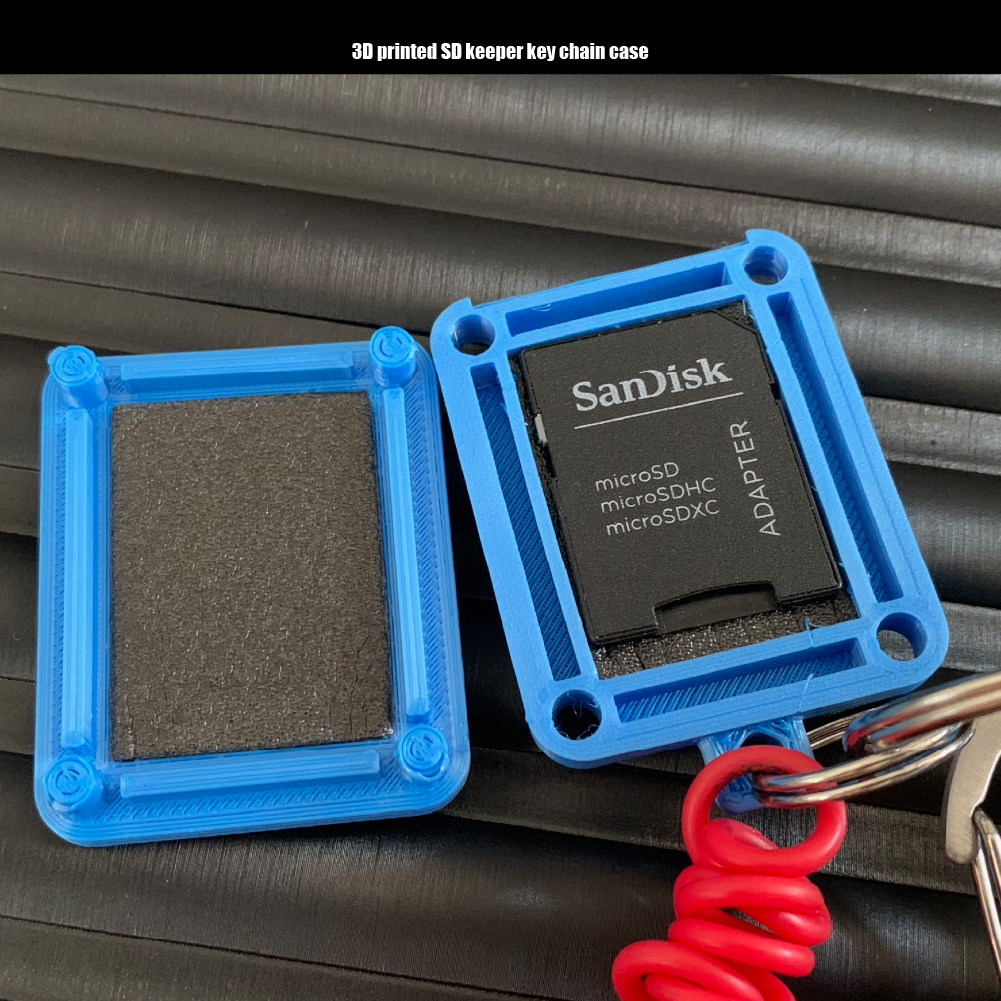 3D printed SD keeper key chain case
SanDisk
microSD
microSDHC
microSDXC
ADAPTER